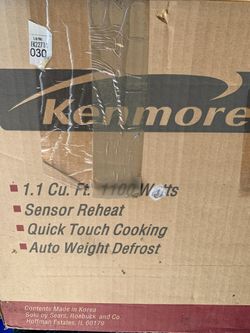 030
Kenmore
1.1 Cu. Ft. 1100 Watts
Sensor Reheat
Quick Touch Cooking
Auto Weight Defrost
Contents Made in Korea
Sold by Sears, Roebuck and Co.
Hoffman Estates, IL 60179